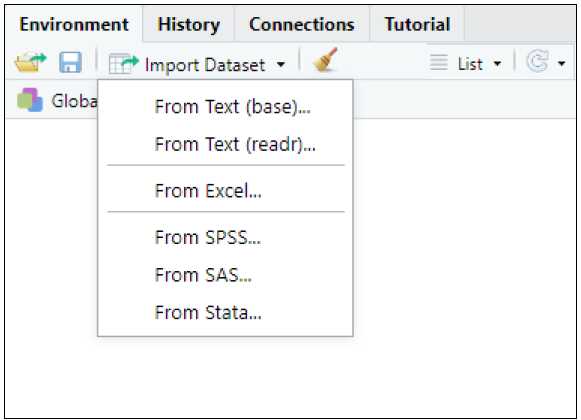 Environment History Connections Tutorial
Import Dataset List
Globa
From Text (base)...
From Text (readr)...
From Excel...
From SPSS...
From SAS...
From Stata...